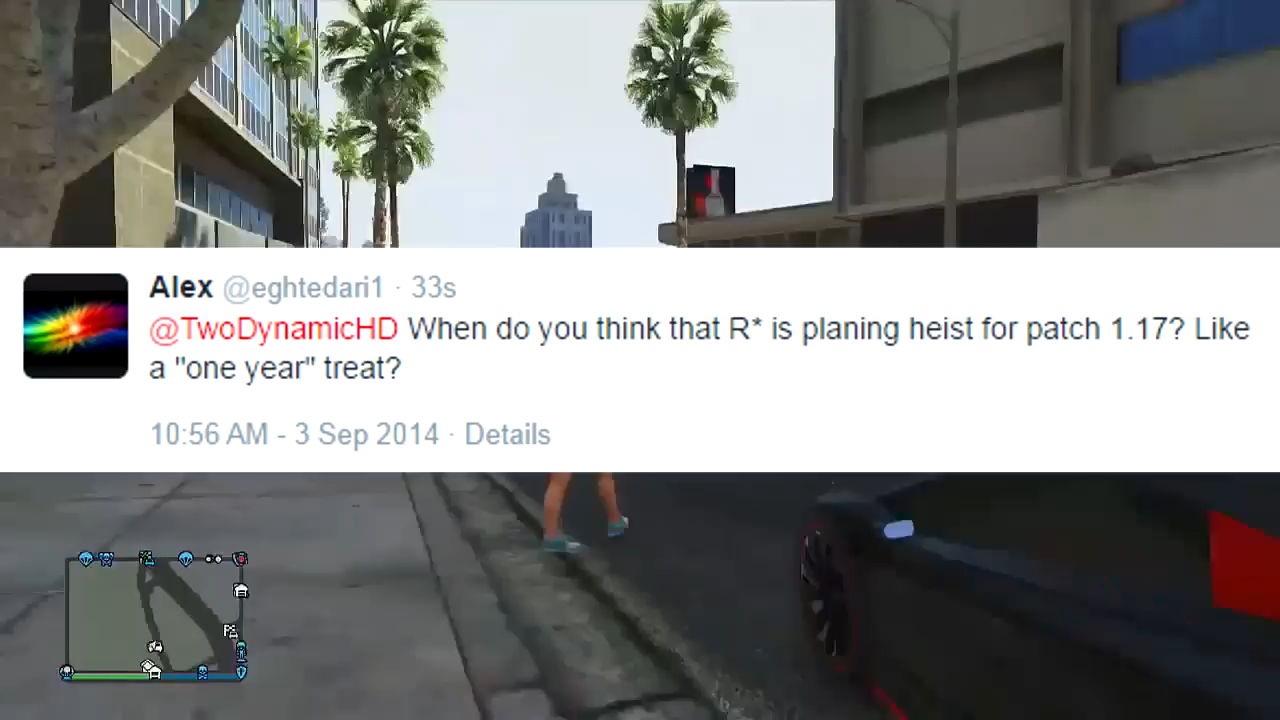 Alex @eghtedari1 · 33s
@TwoDynamicHD When do you think that R* is planing heist for patch 1.17? Like
a "one year" treat?
10:56 AM - 3 Sep 2014 · Details